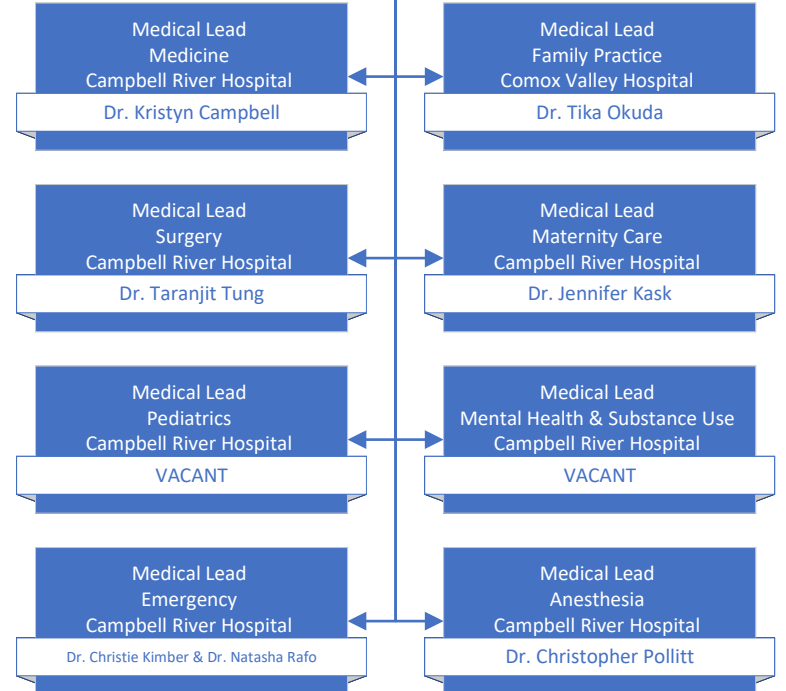 Medical Lead
Medicine
Campbell River Hospital
Dr. Kristyn Campbell
Medical Lead
Family Practice
Comox Valley Hospital
Dr. Tika Okuda
Medical Lead
Surgery
Campbell River Hospital
Dr. Taranjit Tung
Medical Lead
Maternity Care
Campbell River Hospital
Dr. Jennifer Kask
Medical Lead
Pediatrics
Campbell River Hospital
VACANT
Medical Lead
Mental Health & Substance Use
Campbell River Hospital
VACANT
Medical Lead
Emergency
Campbell River Hospital
Dr. Christie Kimber & Dr. Natasha Rafo
Medical Lead
Anesthesia
Campbell River Hospital
Dr. Christopher Pollitt